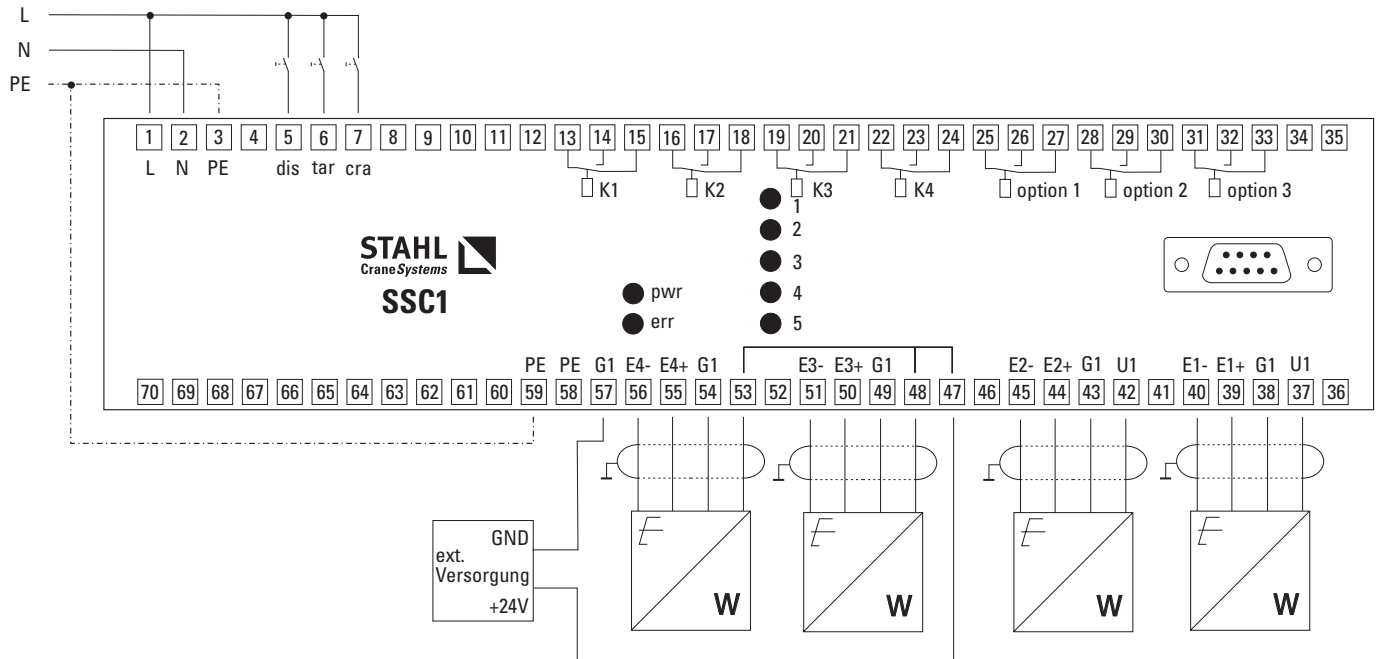 L
N
PE
1 2 3 4 5 6 7 8 9 10 11 12 13 14 15 16 17 18 19 20 21 22 23 24 25 26 27 28 29 30 31 32 33 34 35
L N PE dis tar cra
K1 K2 K3 K4 option 1 option 2 option 3
1
2
3
4
5
STAHL
CraneSystems
SSC1
pwr
err
PE PE G1 E4- E4+ G1 E3- E3+ G1 E2- E2+ G1 U1 E1- E1+ G1 U1
70 69 68 67 66 65 64 63 62 61 60 59 58 57 56 55 54 53 52 51 50 49 48 47 46 45 44 43 42 41 40 39 38 37 36
GND
ext.
Versorgung
+24V
W W W W